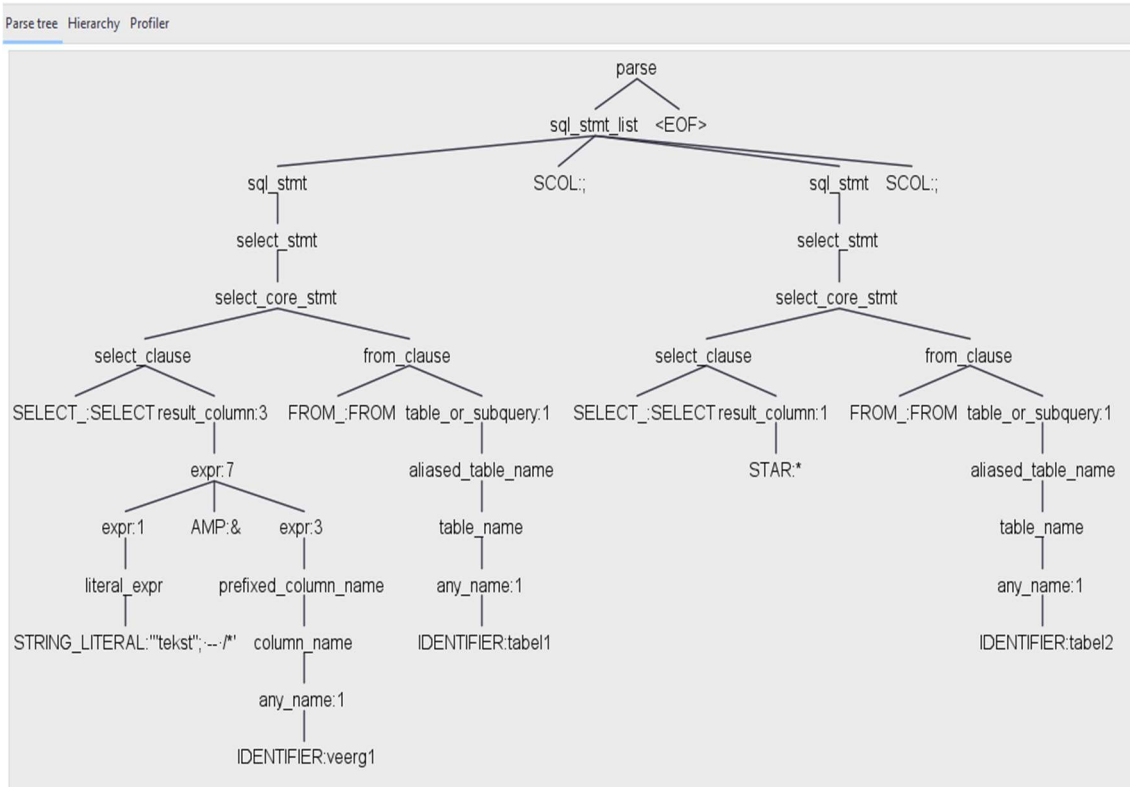 Parse tree Hierarchy Profiler
parse
sql_stmt_list <EOF>
sql_stmt SCOL:; sql_stmt SCOL:;
select_stmt select_stmt
select_core_stmt select_core_stmt
select_clause from_clause select_clause from_clause
SELECT_:SELECT result_column:3 FROM_:FROM table_or_subquery:1 SELECT_:SELECT result_column:1 FROM_:FROM table_or_subquery:1
expr:7 aliased_table_name STAR:* aliased_table_name
expr:1 AMP:& expr:3 table_name table_name
literal_expr prefixed_column_name any_name:1 any_name:1
STRING_LITERAL:'"tekst";·--·/*' column_name IDENTIFIER:tabel1 IDENTIFIER:tabel2
any_name:1
IDENTIFIER:veerg1